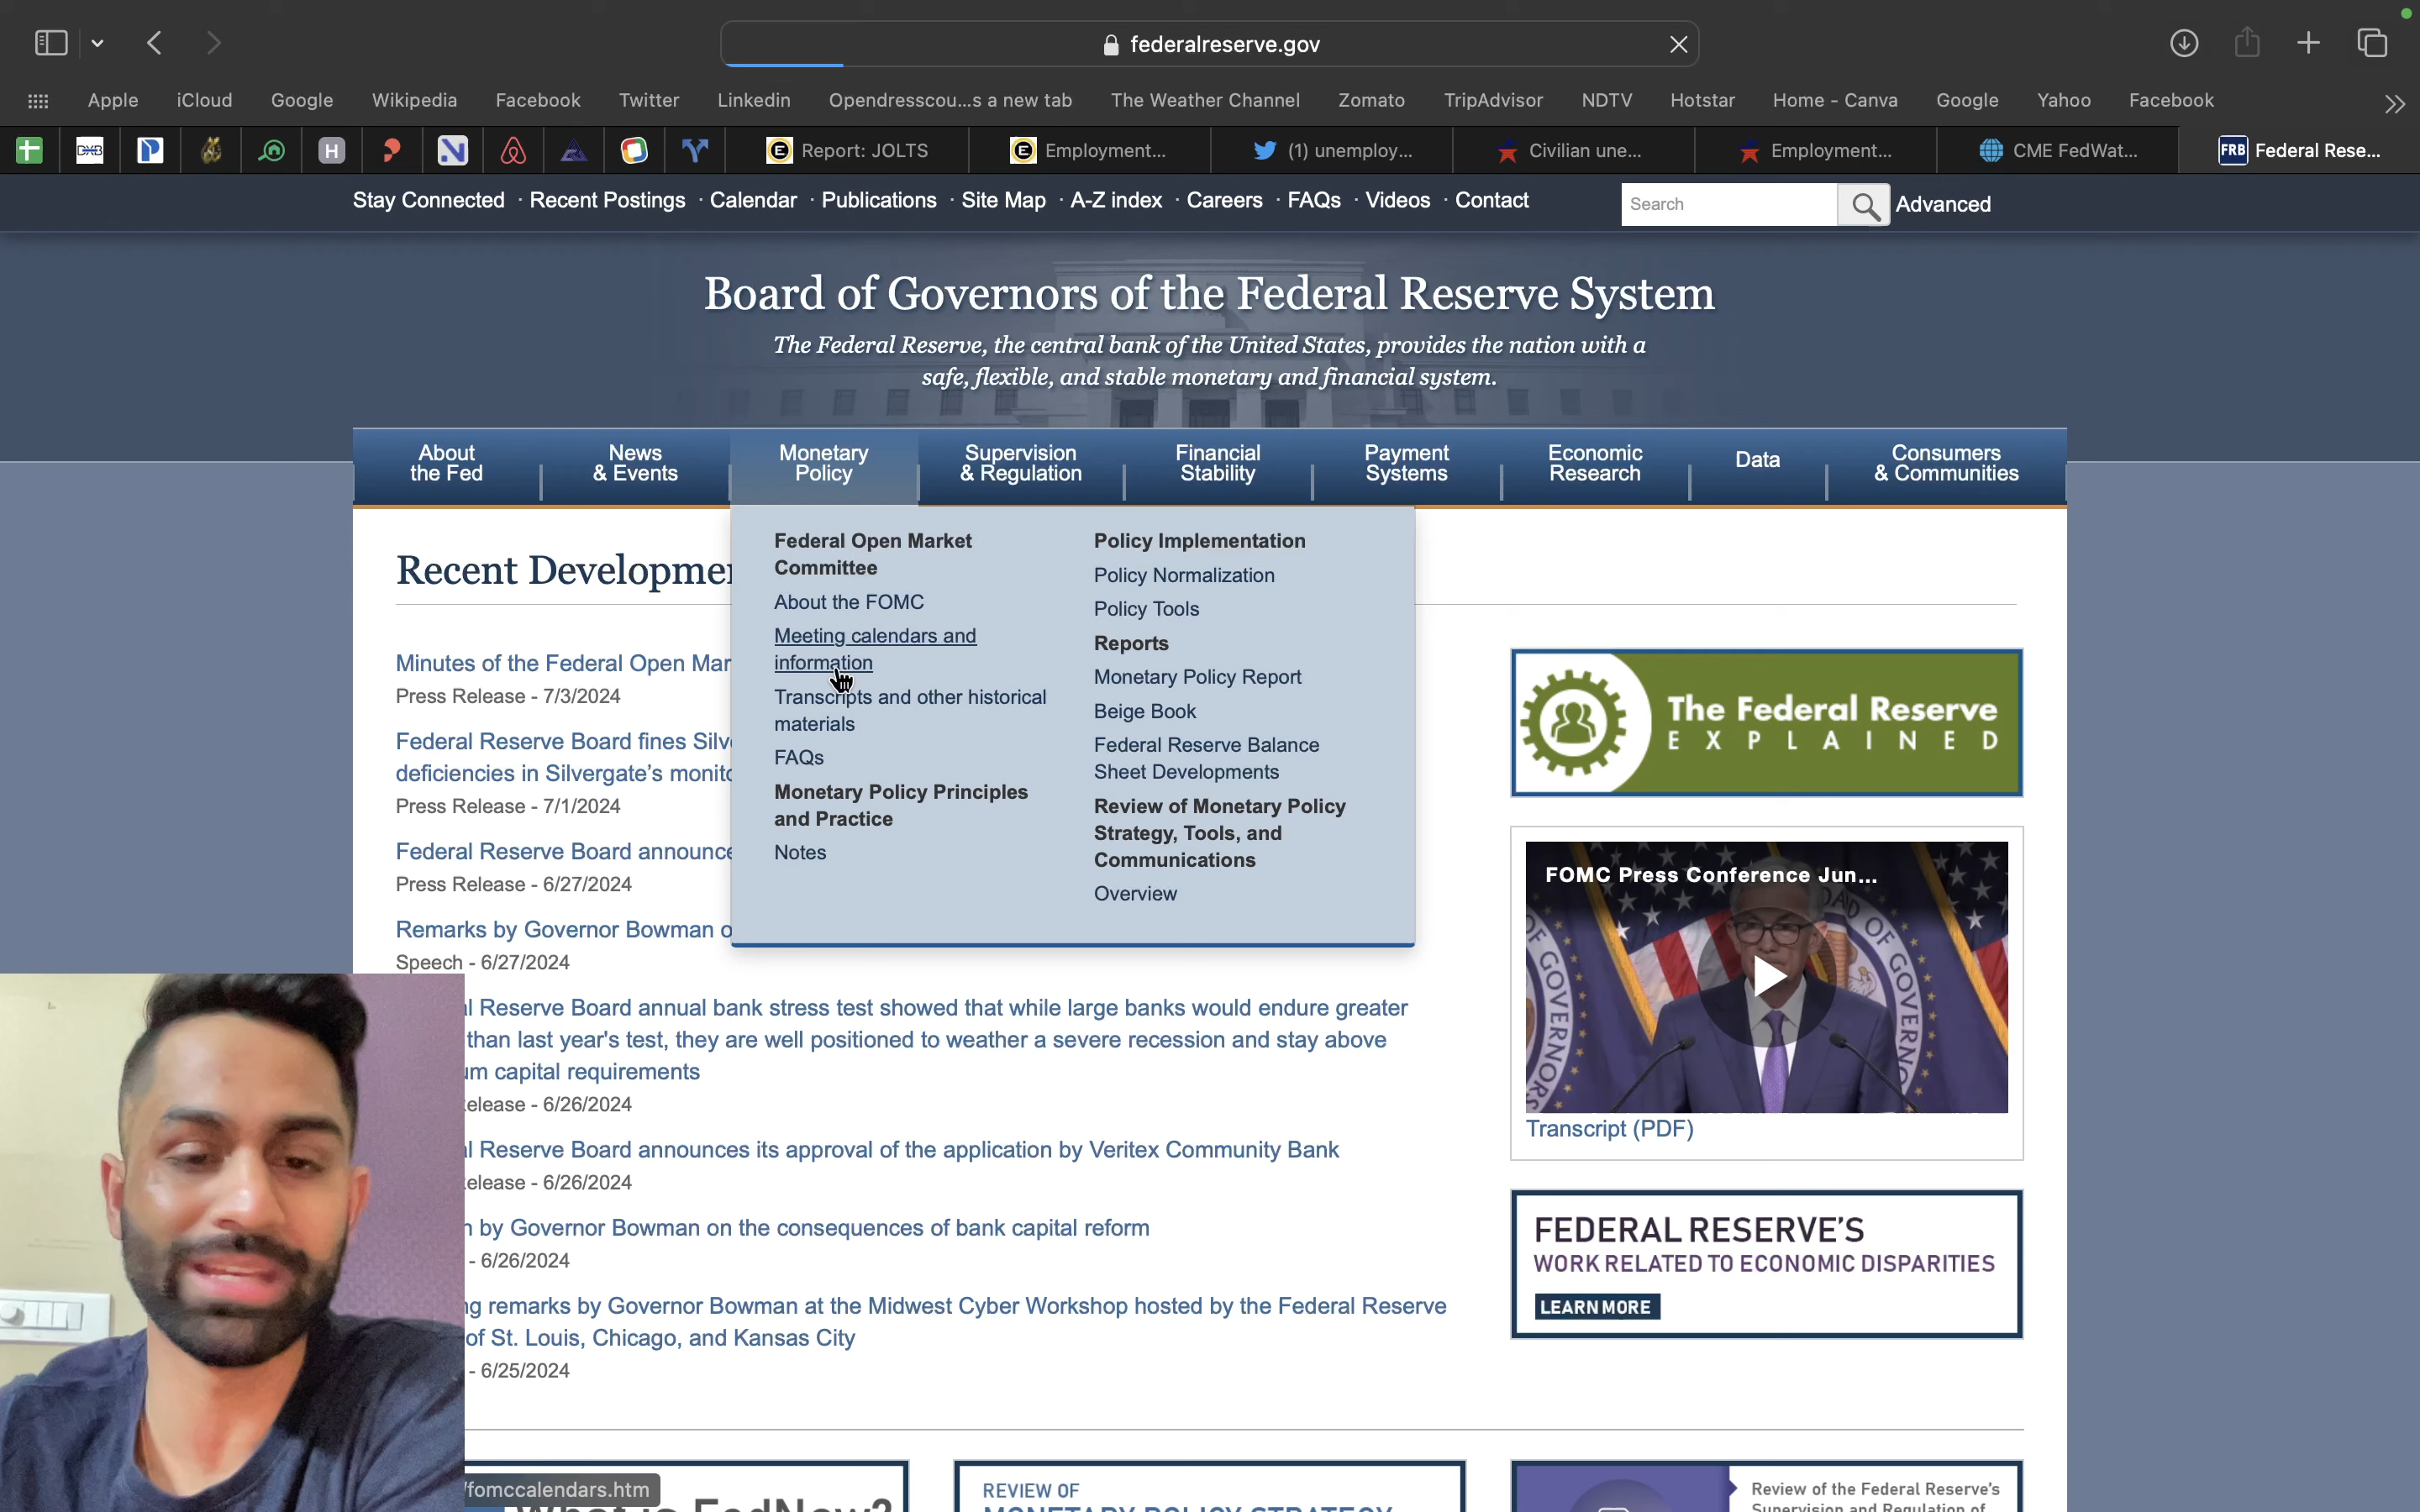 federalreserve.gov
Apple iCloud Google Wikipedia Facebook Twitter Linkedin Opendresscou...s a new tab The Weather Channel Zomato TripAdvisor NDTV Hotstar Home - Canva Google Yahoo Facebook
Report: JOLTS Employment... (1) unemploy... Civilian une... Employment... CME FedWat... FRB Federal Rese...
Stay Connected · Recent Postings · Calendar · Publications · Site Map · A-Z index · Careers · FAQs · Videos · Contact
Search
Advanced
Board of Governors of the Federal Reserve System
The Federal Reserve, the central bank of the United States, provides the nation with a
safe, flexible, and stable monetary and financial system.
About
the Fed
News
& Events
Monetary
Policy
Supervision
& Regulation
Financial
Stability
Payment
Systems
Economic
Research
Data
Consumers
& Communities
Federal Open Market
Committee
About the FOMC
Meeting calendars and
information
Transcripts and other historical
materials
FAQs
Monetary Policy Principles
and Practice
Notes
Policy Implementation
Policy Normalization
Policy Tools
Reports
Monetary Policy Report
Beige Book
Federal Reserve Balance
Sheet Developments
Review of Monetary Policy
Strategy, Tools, and
Communications
Overview
Recent Developmen
Minutes of the Federal Open Mar
Press Release - 7/3/2024
Federal Reserve Board fines Silv
deficiencies in Silvergate's monito
Press Release - 7/1/2024
Federal Reserve Board announce
Press Release - 6/27/2024
Remarks by Governor Bowman o
Speech - 6/27/2024
l Reserve Board annual bank stress test showed that while large banks would endure greater
than last year's test, they are well positioned to weather a severe recession and stay above
um capital requirements
elease - 6/26/2024
l Reserve Board announces its approval of the application by Veritex Community Bank
elease - 6/26/2024
by Governor Bowman on the consequences of bank capital reform
- 6/26/2024
ng remarks by Governor Bowman at the Midwest Cyber Workshop hosted by the Federal Reserve
of St. Louis, Chicago, and Kansas City
- 6/25/2024
The Federal Reserve
EXPLAINED
FOMC Press Conference Jun...
Transcript (PDF)
FEDERAL RESERVE'S
WORK RELATED TO ECONOMIC DISPARITIES
LEARN MORE
/fomccalendars.htm
What is FedNow?
REVIEW OF
MONETARY POLICY STRATEGY,
Review of the Federal Reserve's
Supervision and Regulation of